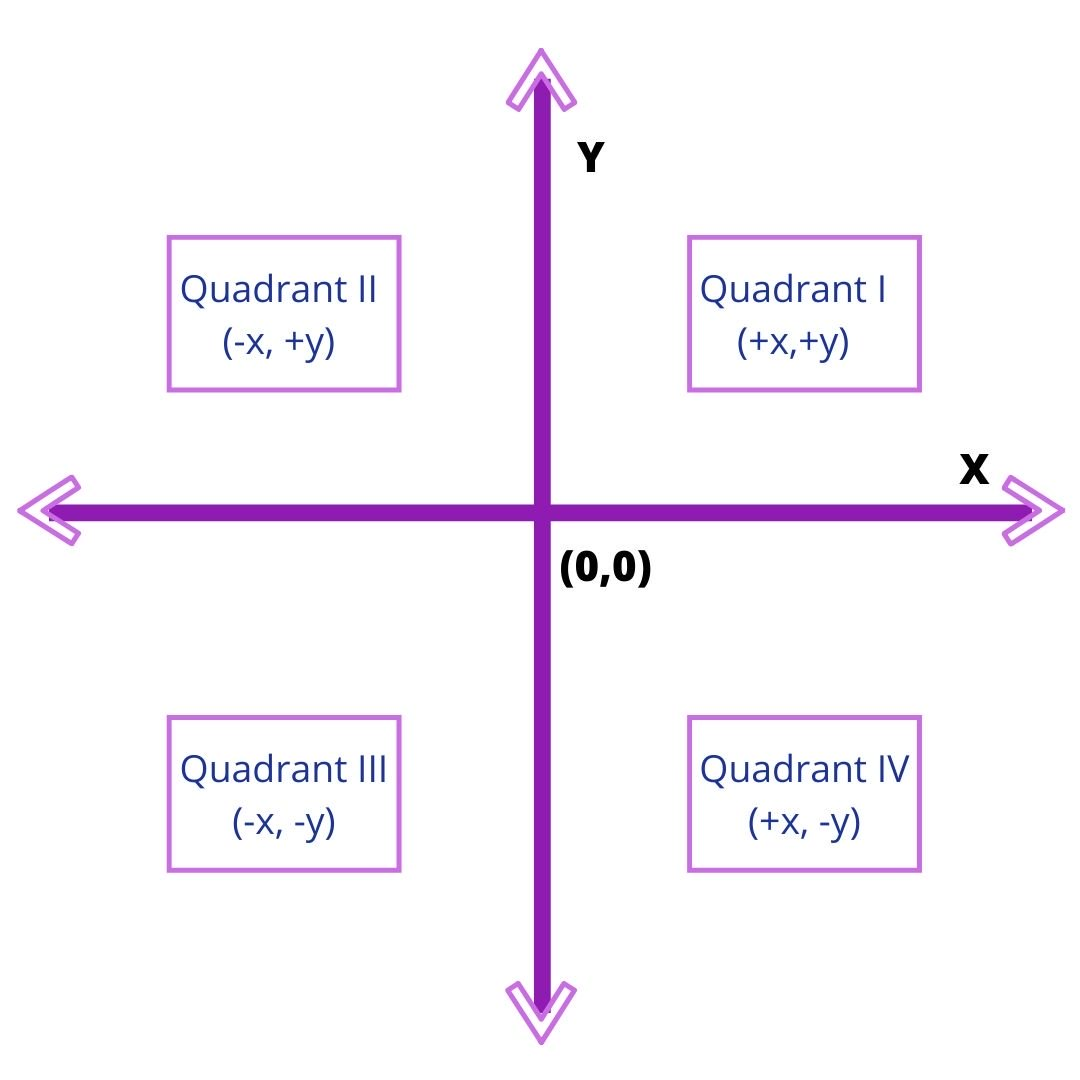 Y
Quadrant II
(-x, +y)
Quadrant I
(+x,+y)
X
(0,0)
Quadrant III
(-x, -y)
Quadrant IV
(+x, -y)